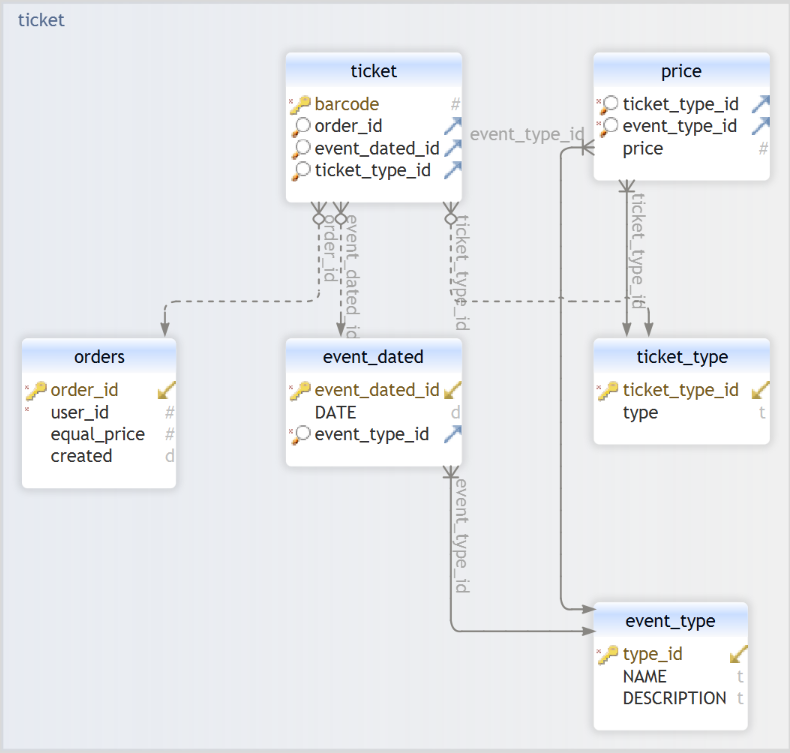 ticket
ticket
barcode #
order_id
event_dated_id
ticket_type_id
price
ticket_type_id
event_type_id
price #
event_type_id
order_id
event_dated_id
ticket_type_id
ticket_type_id
orders
order_id
user_id #
equal_price #
created d
event_dated
event_dated_id
DATE d
event_type_id
ticket_type
ticket_type_id
type t
event_type_id
event_type
type_id
NAME t
DESCRIPTION t